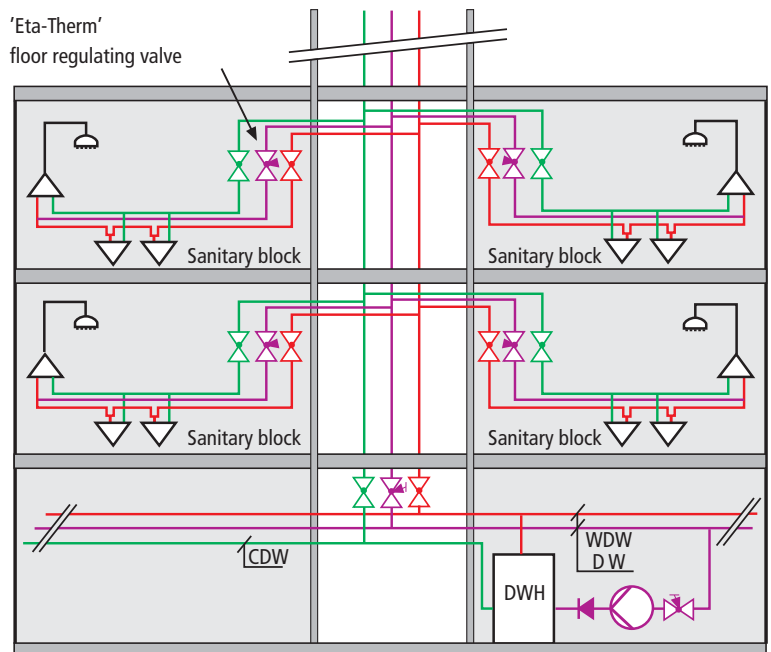 'Eta-Therm'
floor regulating valve
Sanitary block
Sanitary block
Sanitary block
Sanitary block
CDW
WDW
D W
DWH